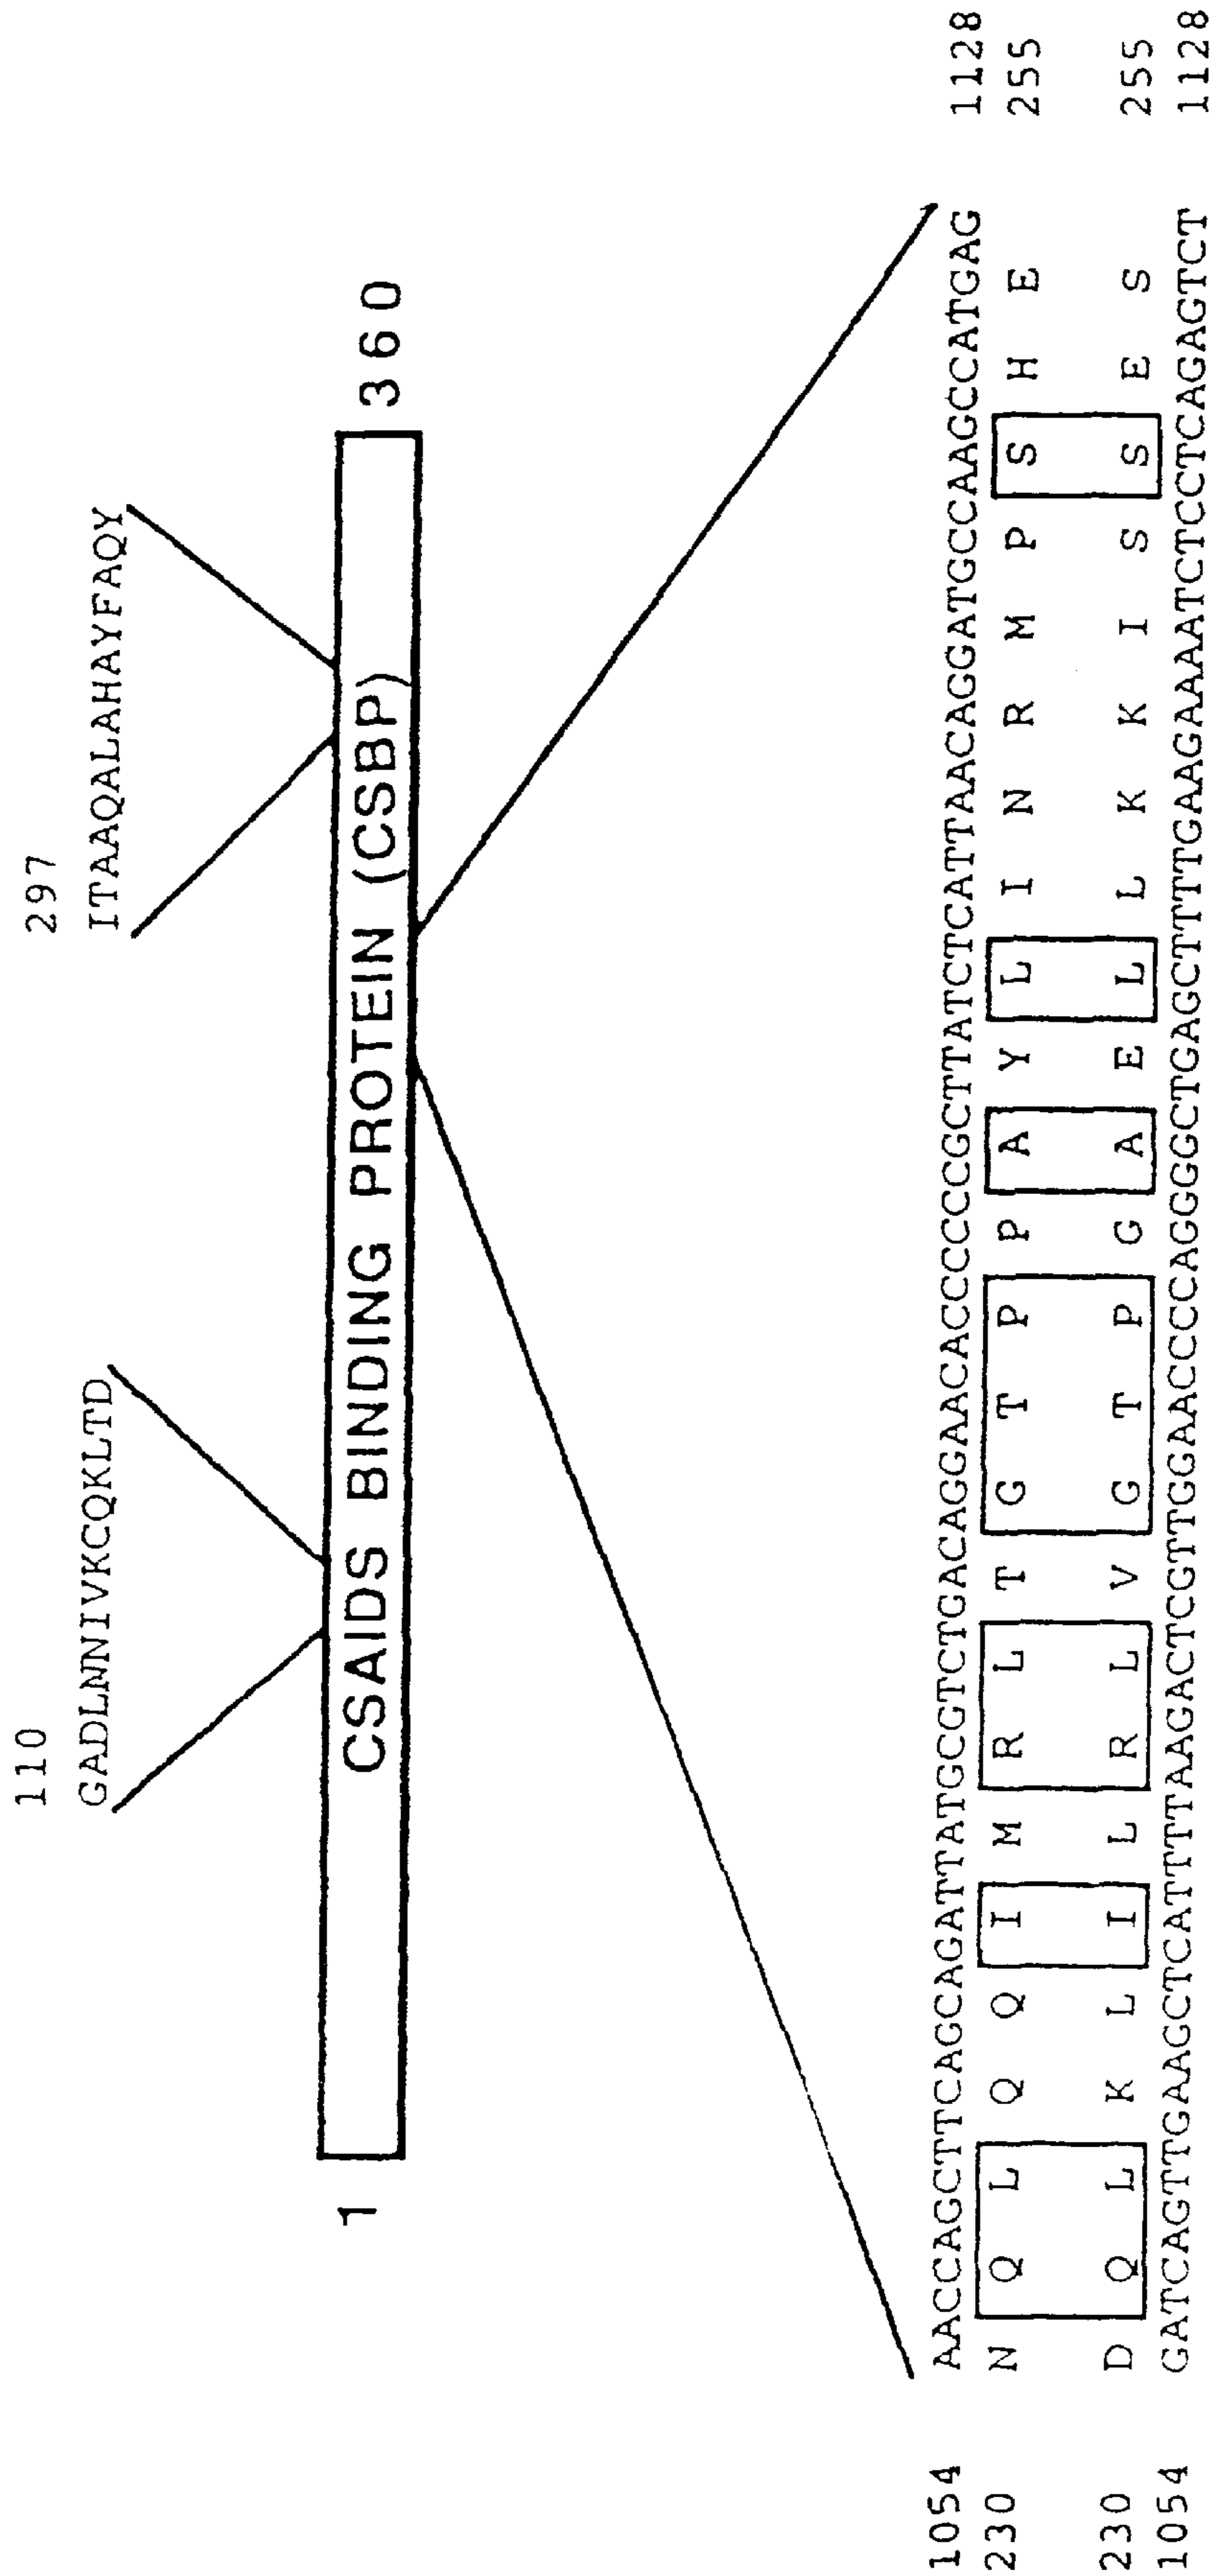 110
GADLNNIVKCQKLTD
297
ITAAQALAHAYFAQY
1 CSAIDS BINDING PROTEIN (CSBP) 360
1054 AACCAGCTTCAGCAGATTATGCGTCTGACAGGAACACCCCCCGCTTATCTCATTAACAGGATGCCAAGCCATGAG 1128
230 N Q L Q Q I M R L T G T P P A Y L I N R M P S H E 255
230 D Q L K L I L R L V G T P G A E L L K K I S S E S 255
1054 GATCAGTTGAAGCTCATTTTAAGACTCGTTGGAACCCCAGGGGCTGAGCTTTTGAAGAAAATCTCCTCAGAGTCT 1128